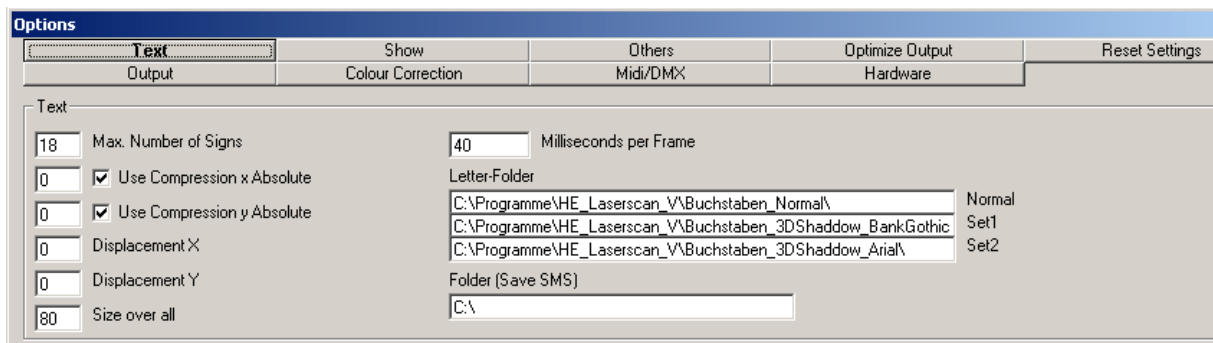 Options
Text Show Others Optimize Output Reset Settings
Output Colour Correction Midi/DMX Hardware
Text
18 Max. Number of Signs
0 Use Compression x Absolute
0 Use Compression y Absolute
0 Displacement X
0 Displacement Y
80 Size over all
40 Milliseconds per Frame
Letter-Folder
C:\Programme\HE_Laserscan_V\Buchstaben_Normal\ Normal
C:\Programme\HE_Laserscan_V\Buchstaben_3DShaddow_BankGothic Set1
C:\Programme\HE_Laserscan_V\Buchstaben_3DShaddow_Arial\ Set2
Folder (Save SMS)
C:\